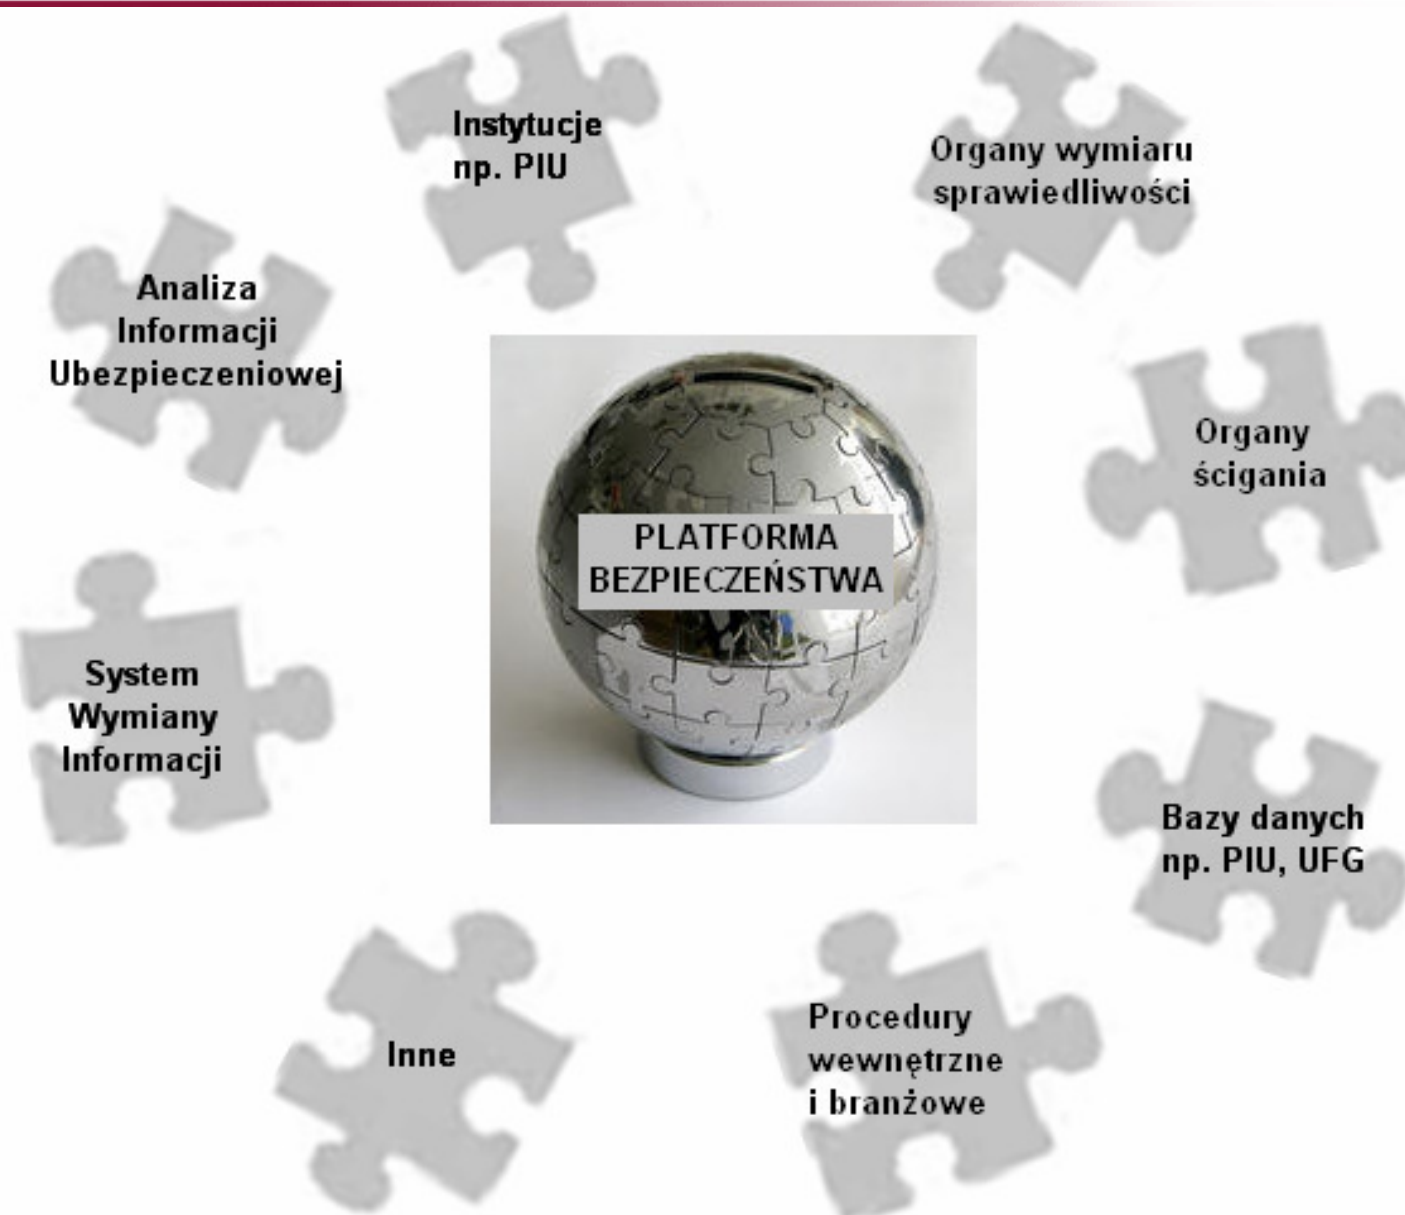 Instytucje
np. PIU
Organy wymiaru
sprawiedliwości
Analiza
Informacji
Ubezpieczeniowej
Organy
ścigania
PLATFORMA
BEZPIECZEŃSTWA
System
Wymiany
Informacji
Bazy danych
np. PIU, UFG
Inne
Procedury
wewnętrzne
i branżowe